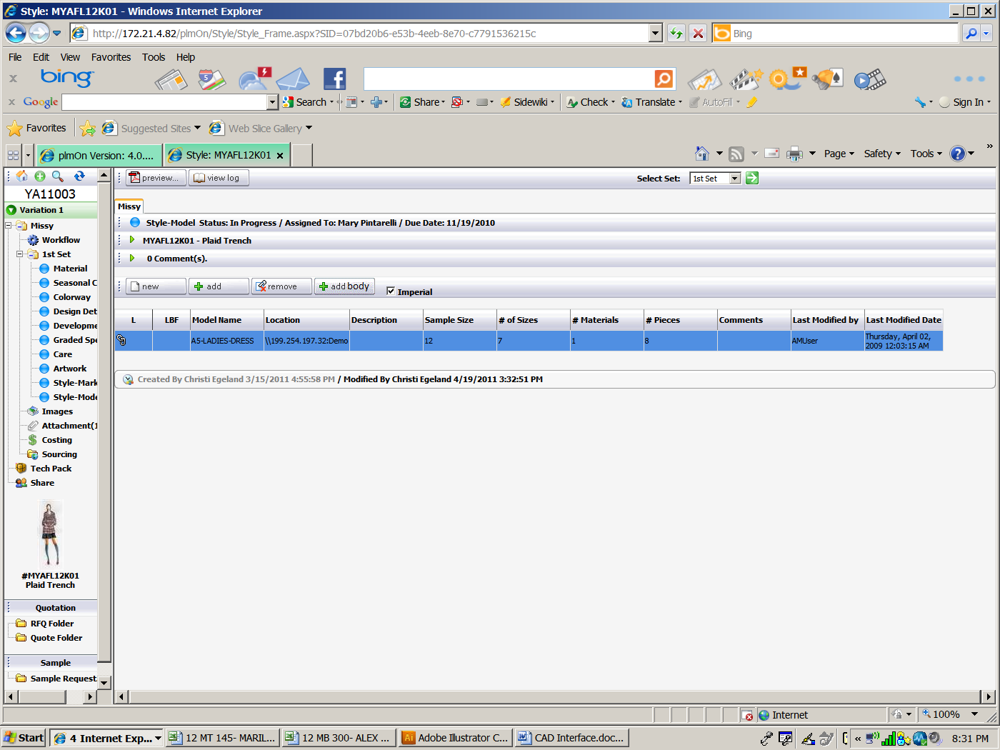 Style: MYAFL12K01 - Windows Internet Explorer
http://172.21.4.82/plmOn/Style/Style_Frame.aspx?SID=07bd20b6-e53b-4eeb-8e70-c7791536215c
Bing
File Edit View Favorites Tools Help
x bing
x Google Search Share Sidewiki Check Translate AutoFill Sign In
Favorites Suggested Sites Web Slice Gallery
plmOn Version: 4.0.... Style: MYAFL12K01 x Page Safety Tools »
preview... view log Select Set: 1st Set
YA11003
Variation 1
Missy
Workflow
1st Set
Material
Seasonal C
Colorway
Design Det
Developme
Graded Spe
Care
Artwork
Style-Mark
Style-Mode
Images
Attachment(1
Costing
Sourcing
Tech Pack
Share
#MYAFL12K01
Plaid Trench
Quotation
RFQ Folder
Quote Folder
Sample
Sample Request
Missy
Style-Model Status: In Progress / Assigned To: Mary Pintarelli / Due Date: 11/19/2010
MYAFL12K01 - Plaid Trench
0 Comment(s).
new add remove add body Imperial
L LBF Model Name Location Description Sample Size # of Sizes # Materials # Pieces Comments Last Modified by Last Modified Date
A5-LADIES-DRESS \\199.254.197.32:Demo 12 7 1 8 AMUser Thursday, April 02,
2009 12:03:15 AM
Created By Christi Egeland 3/15/2011 4:55:58 PM / Modified By Christi Egeland 4/19/2011 3:32:51 PM
Internet 100%
Start 4 Internet Exp... 12 MT 145- MARIL... 12 MB 300- ALEX ... Adobe Illustrator C... CAD Interface.doc... « 8:31 PM